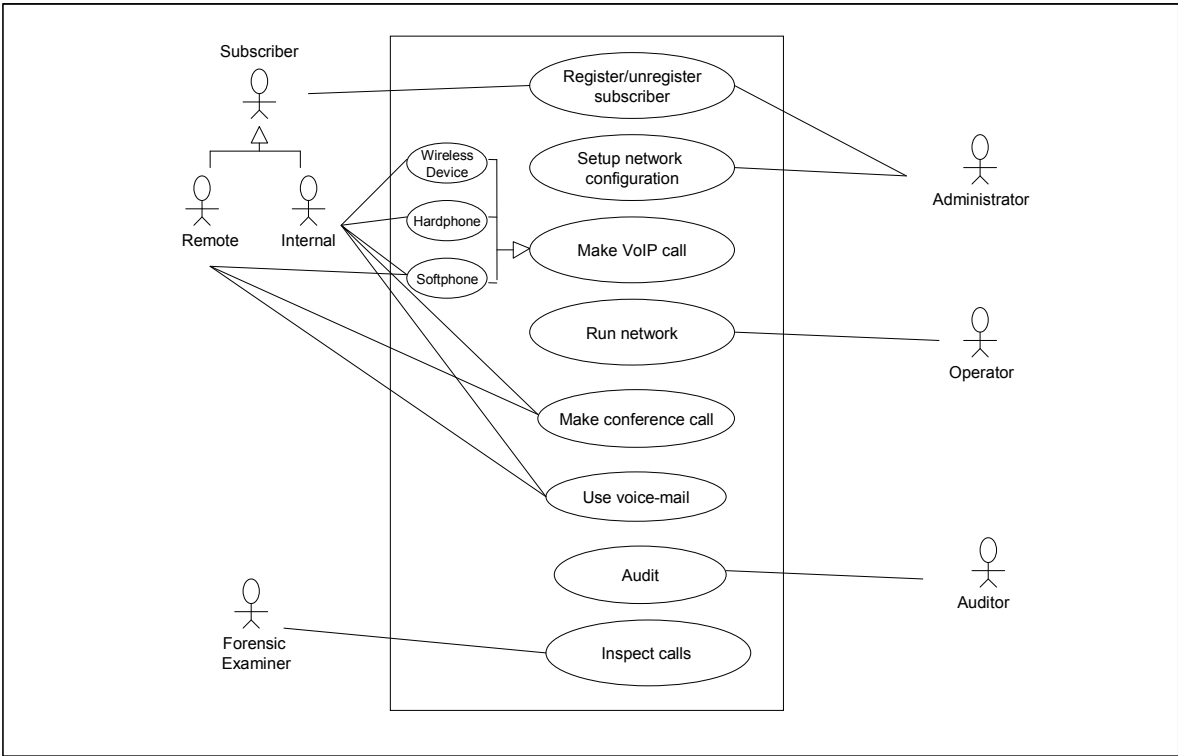 Subscriber
Register/unregister
subscriber
Wireless
Device
Setup network
configuration
Administrator
Remote
Internal
Hardphone
Make VoIP call
Softphone
Run network
Operator
Make conference call
Use voice-mail
Audit
Auditor
Forensic
Examiner
Inspect calls